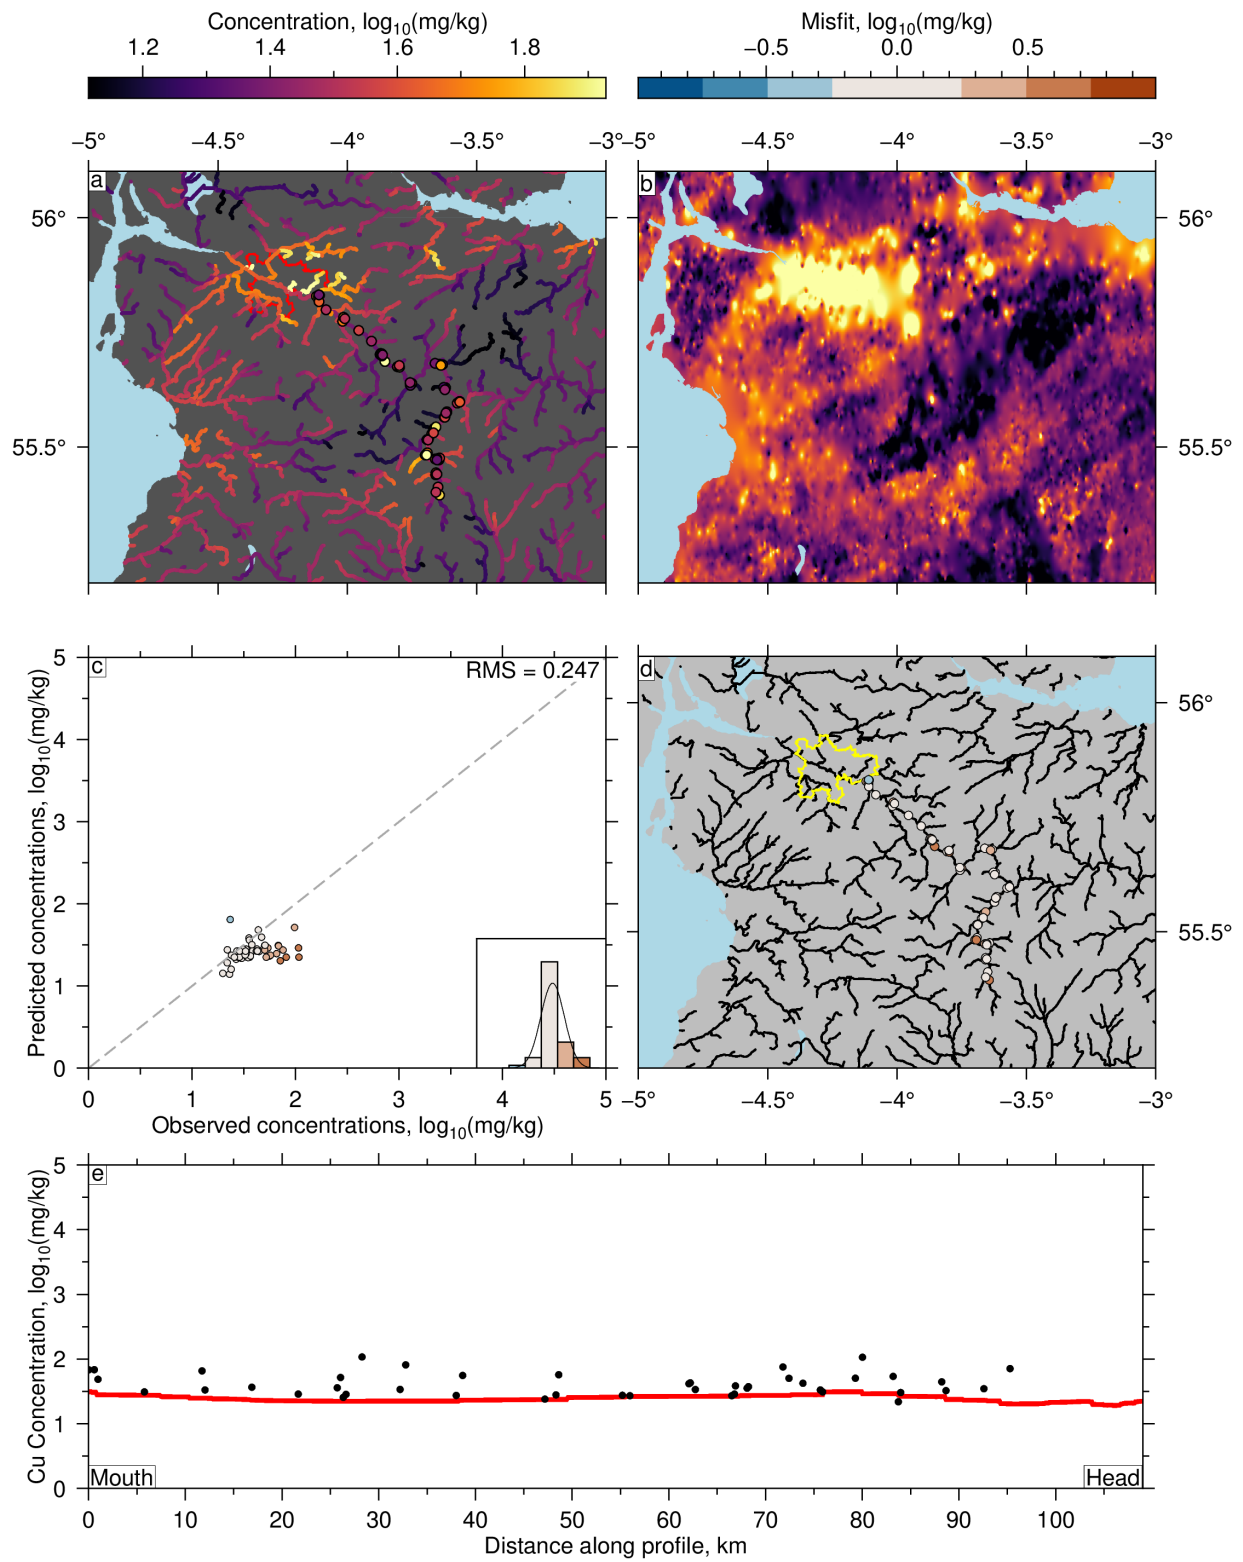 Concentration, log10(mg/kg)
Misfit, log10(mg/kg)
1.2 1.4 1.6 1.8
−0.5 0.0 0.5
−5° −4.5° −4° −3.5° −3°
−5° −4.5° −4° −3.5° −3°
a
b
56°
56°
55.5°
55.5°
c
RMS = 0.247
d
Predicted concentrations, log10(mg/kg)
5
4
3
2
1
0
56°
55.5°
0 1 2 3 4 5
−5° −4.5° −4° −3.5° −3°
Observed concentrations, log10(mg/kg)
e
Cu Concentration, log10(mg/kg)
5
4
3
2
1
0
Mouth
Head
0 10 20 30 40 50 60 70 80 90 100
Distance along profile, km